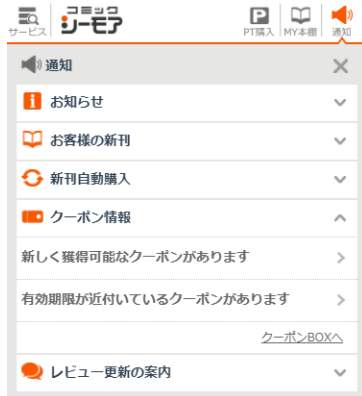 コミック
シーモア
サービス
PT購入
MY本棚
通知
通知
お知らせ
お客様の新刊
新刊自動購入
クーポン情報
新しく獲得可能なクーポンがあります
有効期限が近付いているクーポンがあります
クーポンBOXへ
レビュー更新の案内